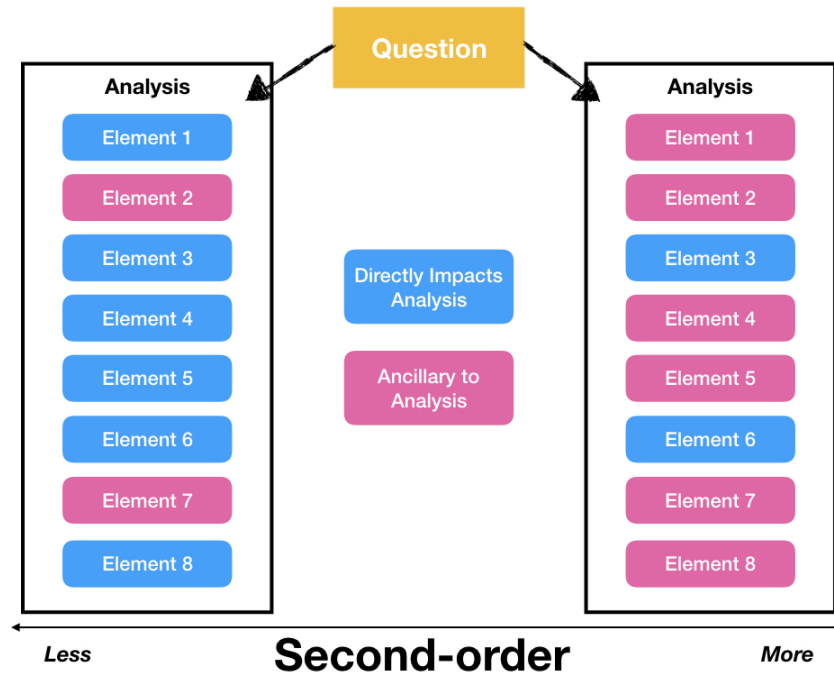 Question
Analysis
Element 1
Element 2
Element 3
Element 4
Element 5
Element 6
Element 7
Element 8
Directly Impacts
Analysis
Ancillary to
Analysis
Analysis
Element 1
Element 2
Element 3
Element 4
Element 5
Element 6
Element 7
Element 8
Less
Second-order
More